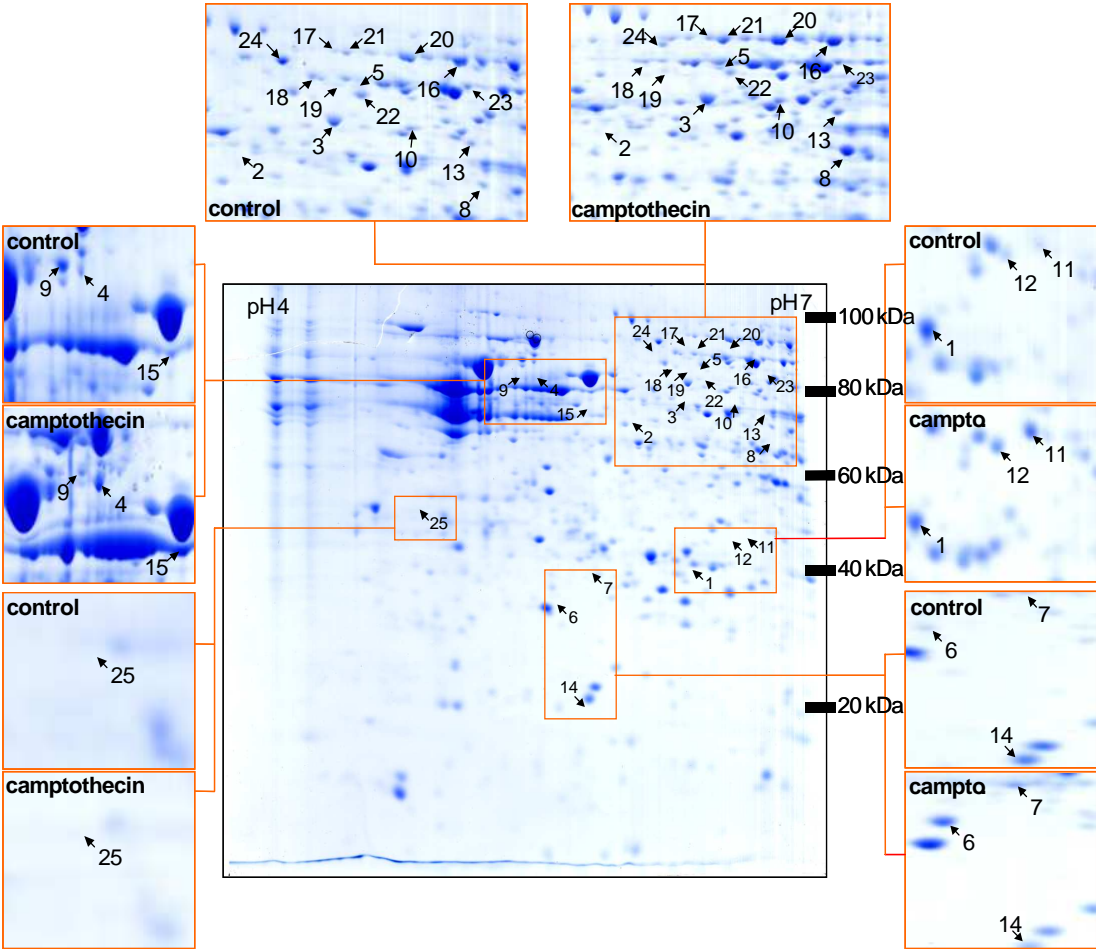 17 21 20
24
5
16
18 19 22 23
3
10
13
2
8
control
17 21 20
24
5
16
23
18 19 22
3
10
13
2
8
camptothecin
control
9 4
15
camptothecin
9
4
15
control
25
camptothecin
25
pH4 pH7
100 kDa
80 kDa
60 kDa
40 kDa
20 kDa
24 17 21 20
5
18 19 16 23
9 4 22
15 3 10 13
2
8
25
12 11
1
7
6
14
control
11
12
1
campto.
11
12
1
control
7
6
14
campto.
7
6
14